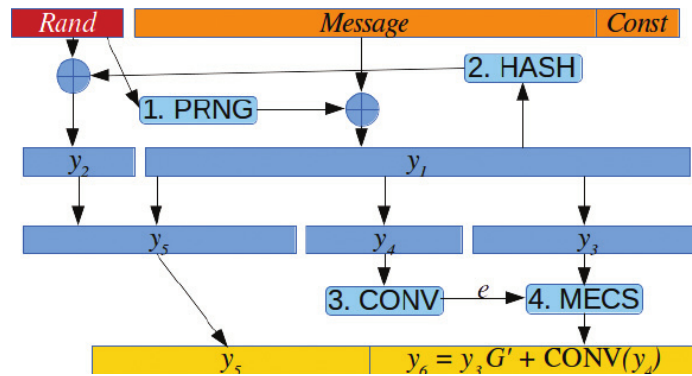 Rand Message Const
2. HASH
1. PRNG
y2 y1
y5 y4 y3
3. CONV e 4. MECS
y5 y6 = y3 G' + CONV(y4)